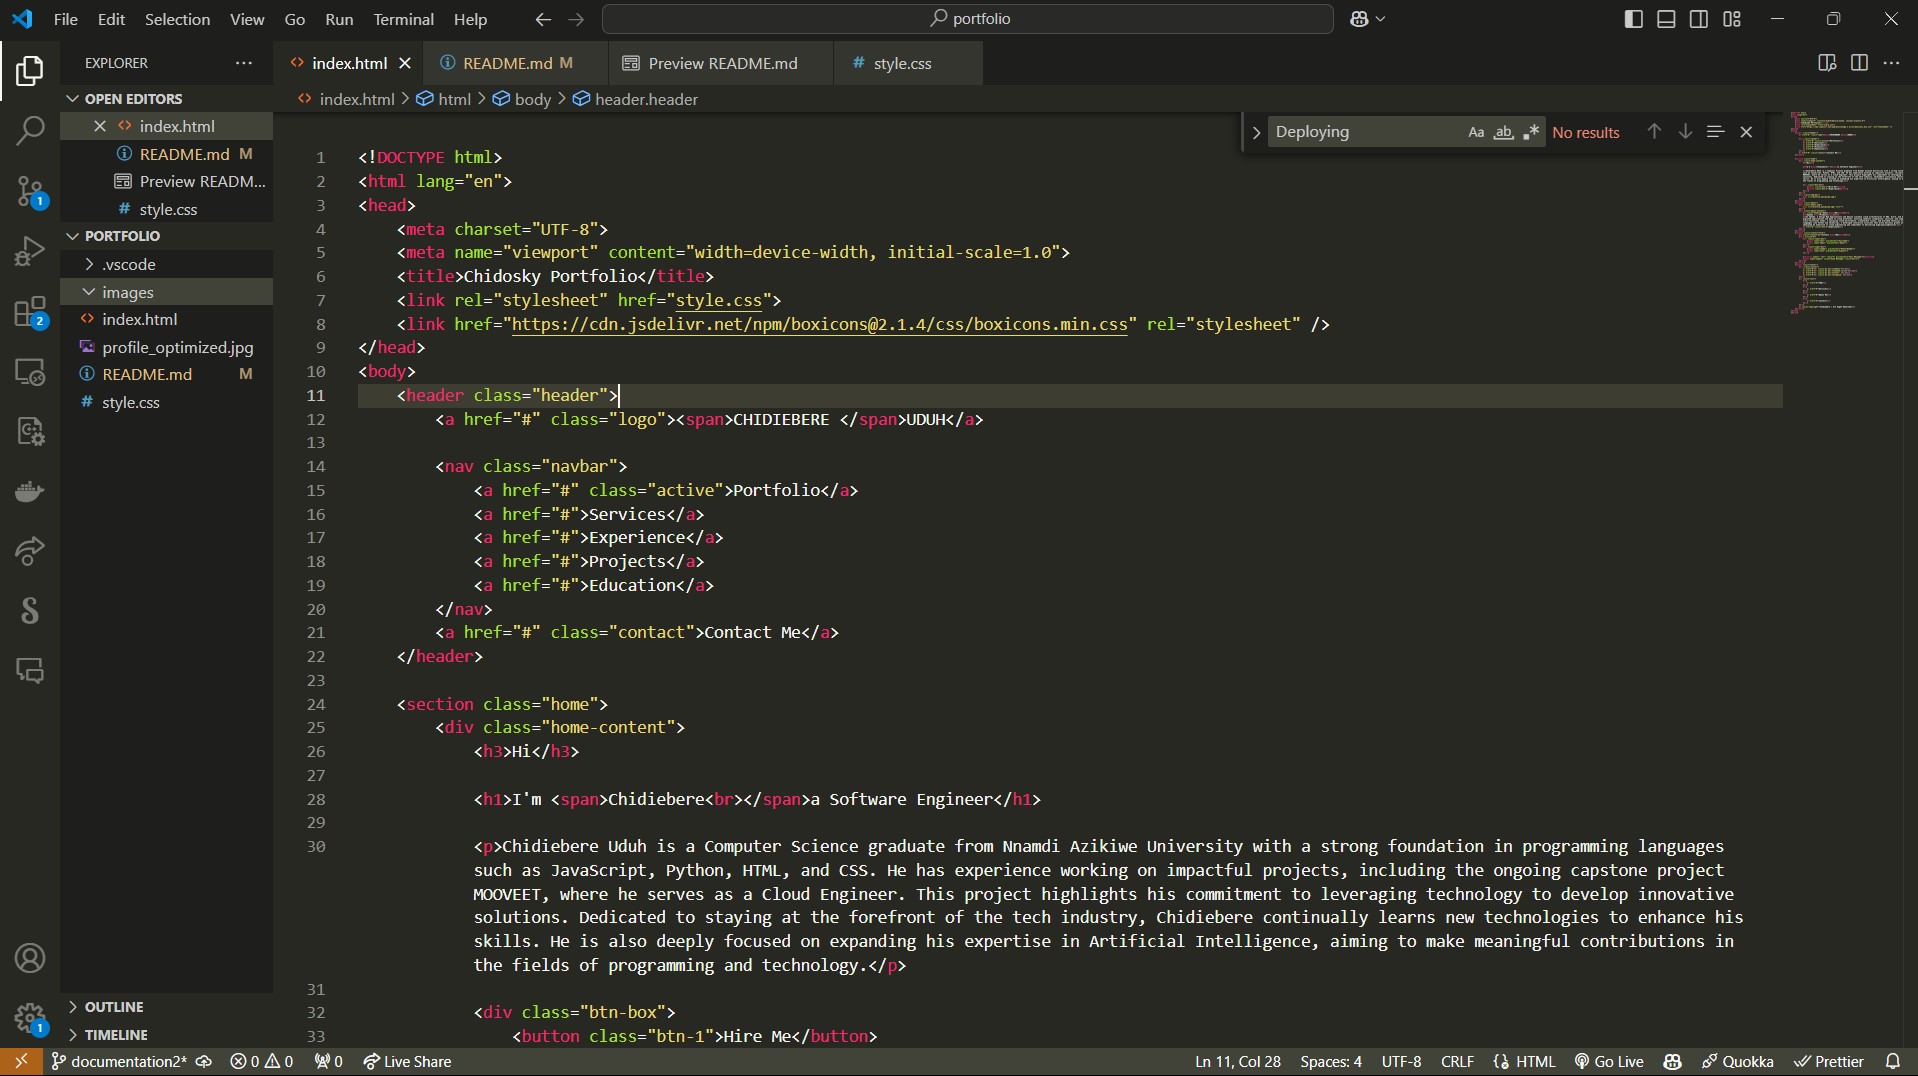 File Edit Selection View Go Run Terminal Help
portfolio
EXPLORER
index.html
README.md M
Preview README.md
# style.css
OPEN EDITORS
index.html
README.md M
Preview READM...
# style.css
PORTFOLIO
.vscode
images
index.html
profile_optimized.jpg
README.md M
# style.css
OUTLINE
TIMELINE
index.html > html > body > header.header
Deploying
Aa ab No results
1 <!DOCTYPE html>
2 <html lang="en">
3 <head>
4 <meta charset="UTF-8">
5 <meta name="viewport" content="width=device-width, initial-scale=1.0">
6 <title>Chidosky Portfolio</title>
7 <link rel="stylesheet" href="style.css">
8 <link href="https://cdn.jsdelivr.net/npm/boxicons@2.1.4/css/boxicons.min.css" rel="stylesheet" />
9 </head>
10 <body>
11 <header class="header">
12 <a href="#" class="logo"><span>CHIDIEBERE </span>UDUH</a>
13
14 <nav class="navbar">
15 <a href="#" class="active">Portfolio</a>
16 <a href="#">Services</a>
17 <a href="#">Experience</a>
18 <a href="#">Projects</a>
19 <a href="#">Education</a>
20 </nav>
21 <a href="#" class="contact">Contact Me</a>
22 </header>
23
24 <section class="home">
25 <div class="home-content">
26 <h3>Hi</h3>
27
28 <h1>I'm <span>Chidiebere<br></span>a Software Engineer</h1>
29
30 <p>Chidiebere Uduh is a Computer Science graduate from Nnamdi Azikiwe University with a strong foundation in programming languages
such as JavaScript, Python, HTML, and CSS. He has experience working on impactful projects, including the ongoing capstone project
MOOVEET, where he serves as a Cloud Engineer. This project highlights his commitment to leveraging technology to develop innovative
solutions. Dedicated to staying at the forefront of the tech industry, Chidiebere continually learns new technologies to enhance his
skills. He is also deeply focused on expanding his expertise in Artificial Intelligence, aiming to make meaningful contributions in
the fields of programming and technology.</p>
31
32 <div class="btn-box">
33 <button class="btn-1">Hire Me</button>
1
2
1
documentation2* 0 0 0 Live Share
Ln 11, Col 28 Spaces: 4 UTF-8 CRLF HTML Go Live Quokka Prettier